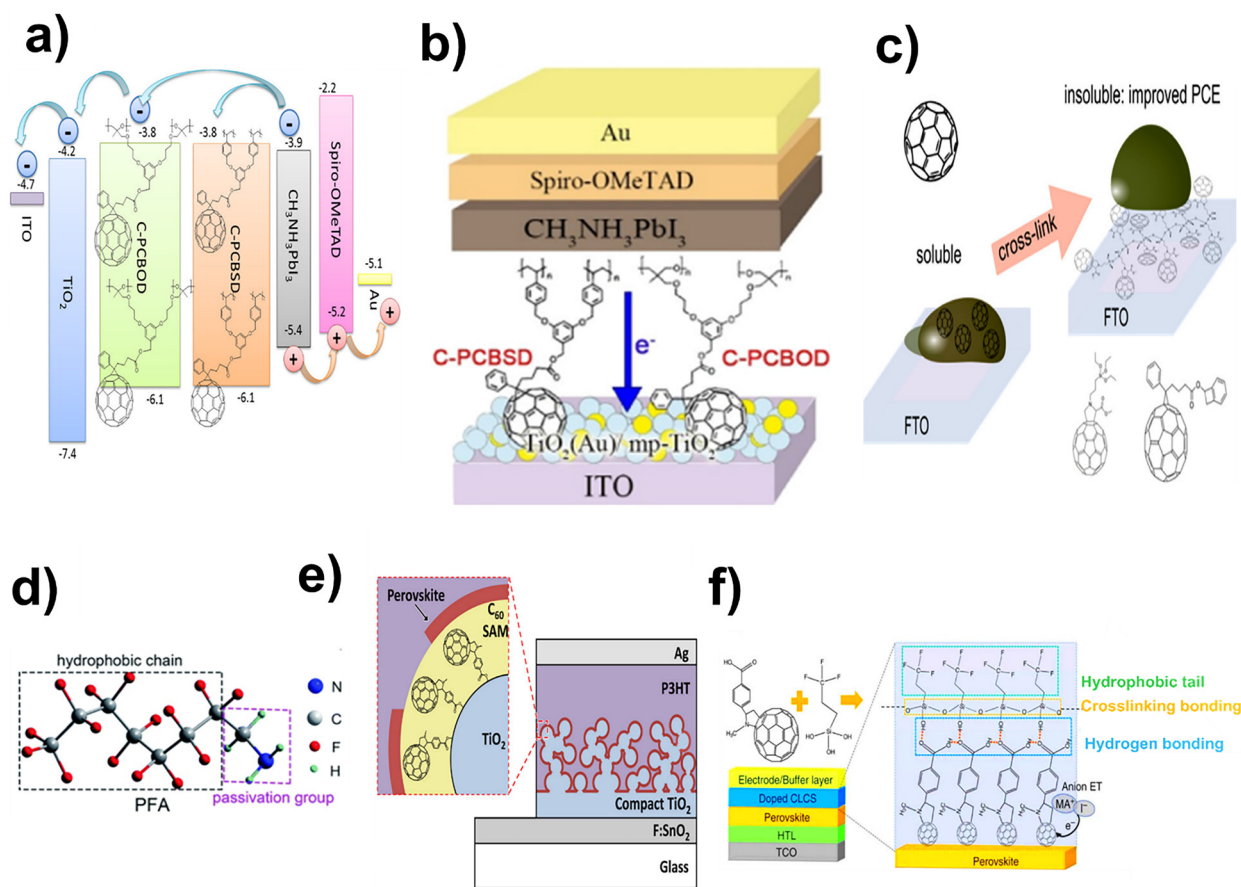 a)
-2.2
-3.8
-3.8
-3.9
-4.2
-4.7
ITO
TiO2
C-PCBOD
C-PCBSD
CH3NH3PbI3
Spiro-OMeTAD
-5.1
Au
-5.2
-5.4
-6.1
-6.1
-7.4
b)
Au
Spiro-OMeTAD
CH3NH3PbI3
C-PCBSD
e-
C-PCBOD
TiO2(Au)/ mp-TiO2
ITO
c)
insoluble: improved PCE
soluble
cross-link
FTO
FTO
d)
hydrophobic chain
N
C
F
H
PFA
passivation group
e)
Perovskite
C60
SAM
TiO2
Ag
P3HT
Compact TiO2
F:SnO2
Glass
f)
Hydrophobic tail
Crosslinking bonding
Hydrogen bonding
Electrode/Buffer layer
Doped CLCS
Perovskite
HTL
TCO
Anion ET
MA+
I-
e-
Perovskite